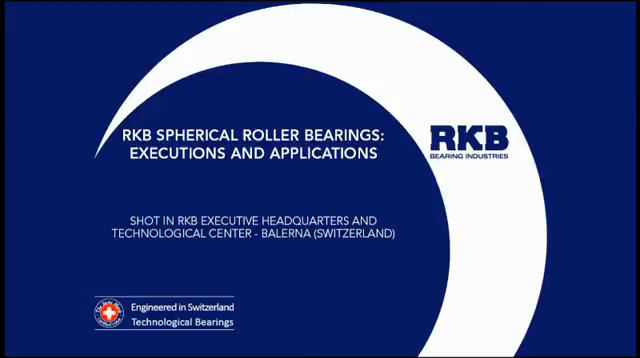 RKB SPHERICAL ROLLER BEARINGS:
EXECUTIONS AND APPLICATIONS
RKB
BEARING INDUSTRIES
SHOT IN RKB EXECUTIVE HEADQUARTERS AND
TECHNOLOGICAL CENTER - BALERNA (SWITZERLAND)
Engineered in Switzerland
Technological Bearings